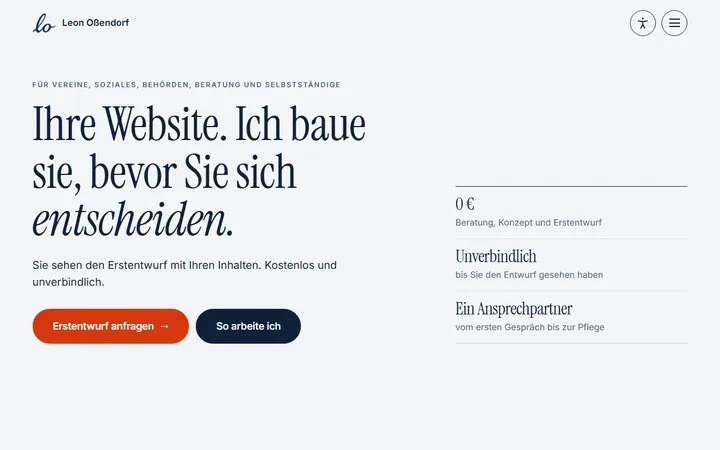 lo
Leon Oßendorf
FÜR VEREINE, SOZIALES, BEHÖRDEN, BERATUNG UND SELBSTSTÄNDIGE
Ihre Website. Ich baue
sie, bevor Sie sich
entscheiden.
Sie sehen den Erstentwurf mit Ihren Inhalten. Kostenlos und
unverbindlich.
Erstentwurf anfragen →
So arbeite ich
0 €
Beratung, Konzept und Erstentwurf
Unverbindlich
bis Sie den Entwurf gesehen haben
Ein Ansprechpartner
vom ersten Gespräch bis zur Pflege